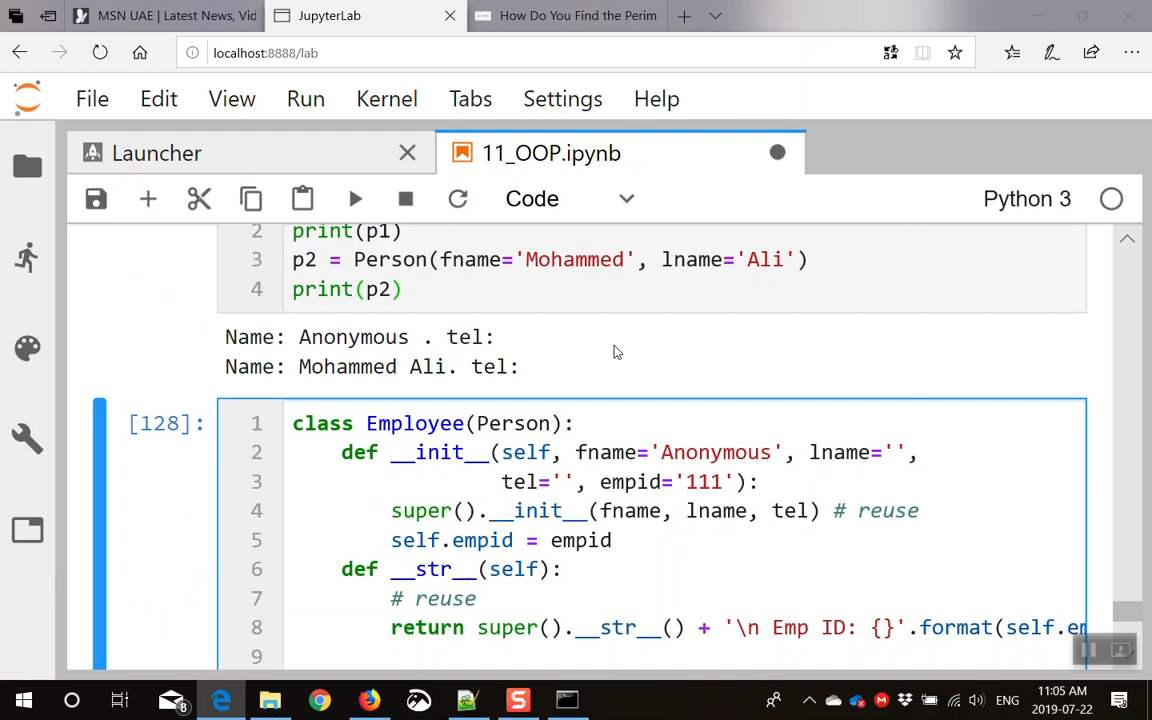 MSN UAE | Latest News, Vid
JupyterLab
How Do You Find the Perim
localhost:8888/lab
File Edit View Run Kernel Tabs Settings Help
Launcher
11_OOP.ipynb
Code
Python 3
2 print(p1)
3 p2 = Person(fname='Mohammed', lname='Ali')
4 print(p2)
Name: Anonymous . tel:
Name: Mohammed Ali. tel:
[128]:
1 class Employee(Person):
2 def __init__(self, fname='Anonymous', lname='',
3 tel='', empid='111'):
4 super().__init__(fname, lname, tel) # reuse
5 self.empid = empid
6 def __str__(self):
7 # reuse
8 return super().__str__() + '\n Emp ID: {}'.format(self.em
9
8
ENG
11:05 AM
2019-07-22